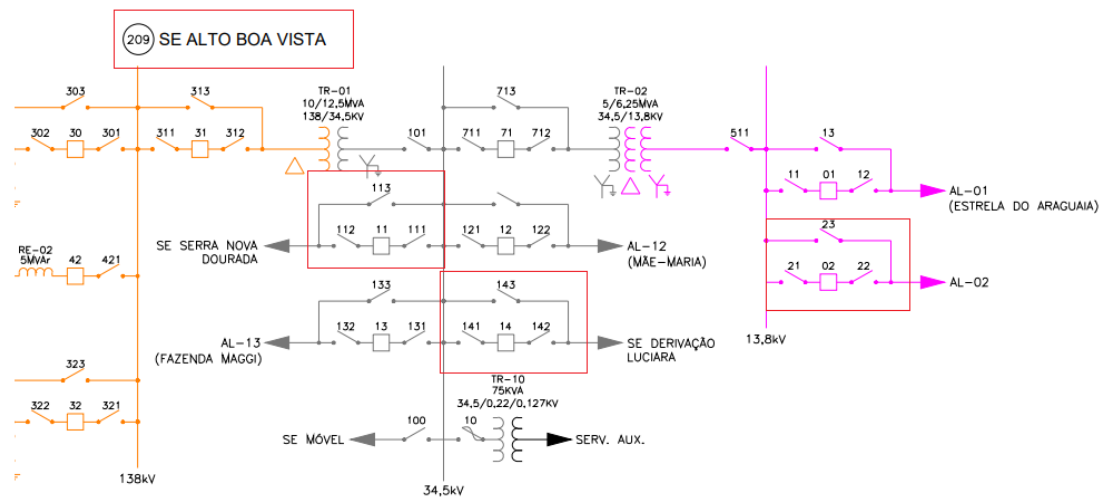 209 SE ALTO BOA VISTA
303
302 30 301
313
311 31 312
TR-01
10/12,5MVA
138/34,5KV
101
713
711 71 712
TR-02
5/6,25MVA
34,5/13,8KV
511
13
11 01 12
AL-01
(ESTRELA DO ARAGUAIA)
113
112 11 111
SE SERRA NOVA
DOURADA
121 12 122
AL-12
(MÃE-MARIA)
23
21 02 22
AL-02
RE-02
5MVAr
42 421
133
132 13 131
AL-13
(FAZENDA MAGGI)
143
141 14 142
SE DERIVAÇÃO
LUCIARA
13,8kV
323
322 32 321
TR-10
75KVA
34,5/0,22/0,127KV
100
10
SE MÓVEL
SERV. AUX.
138kV
34,5kV